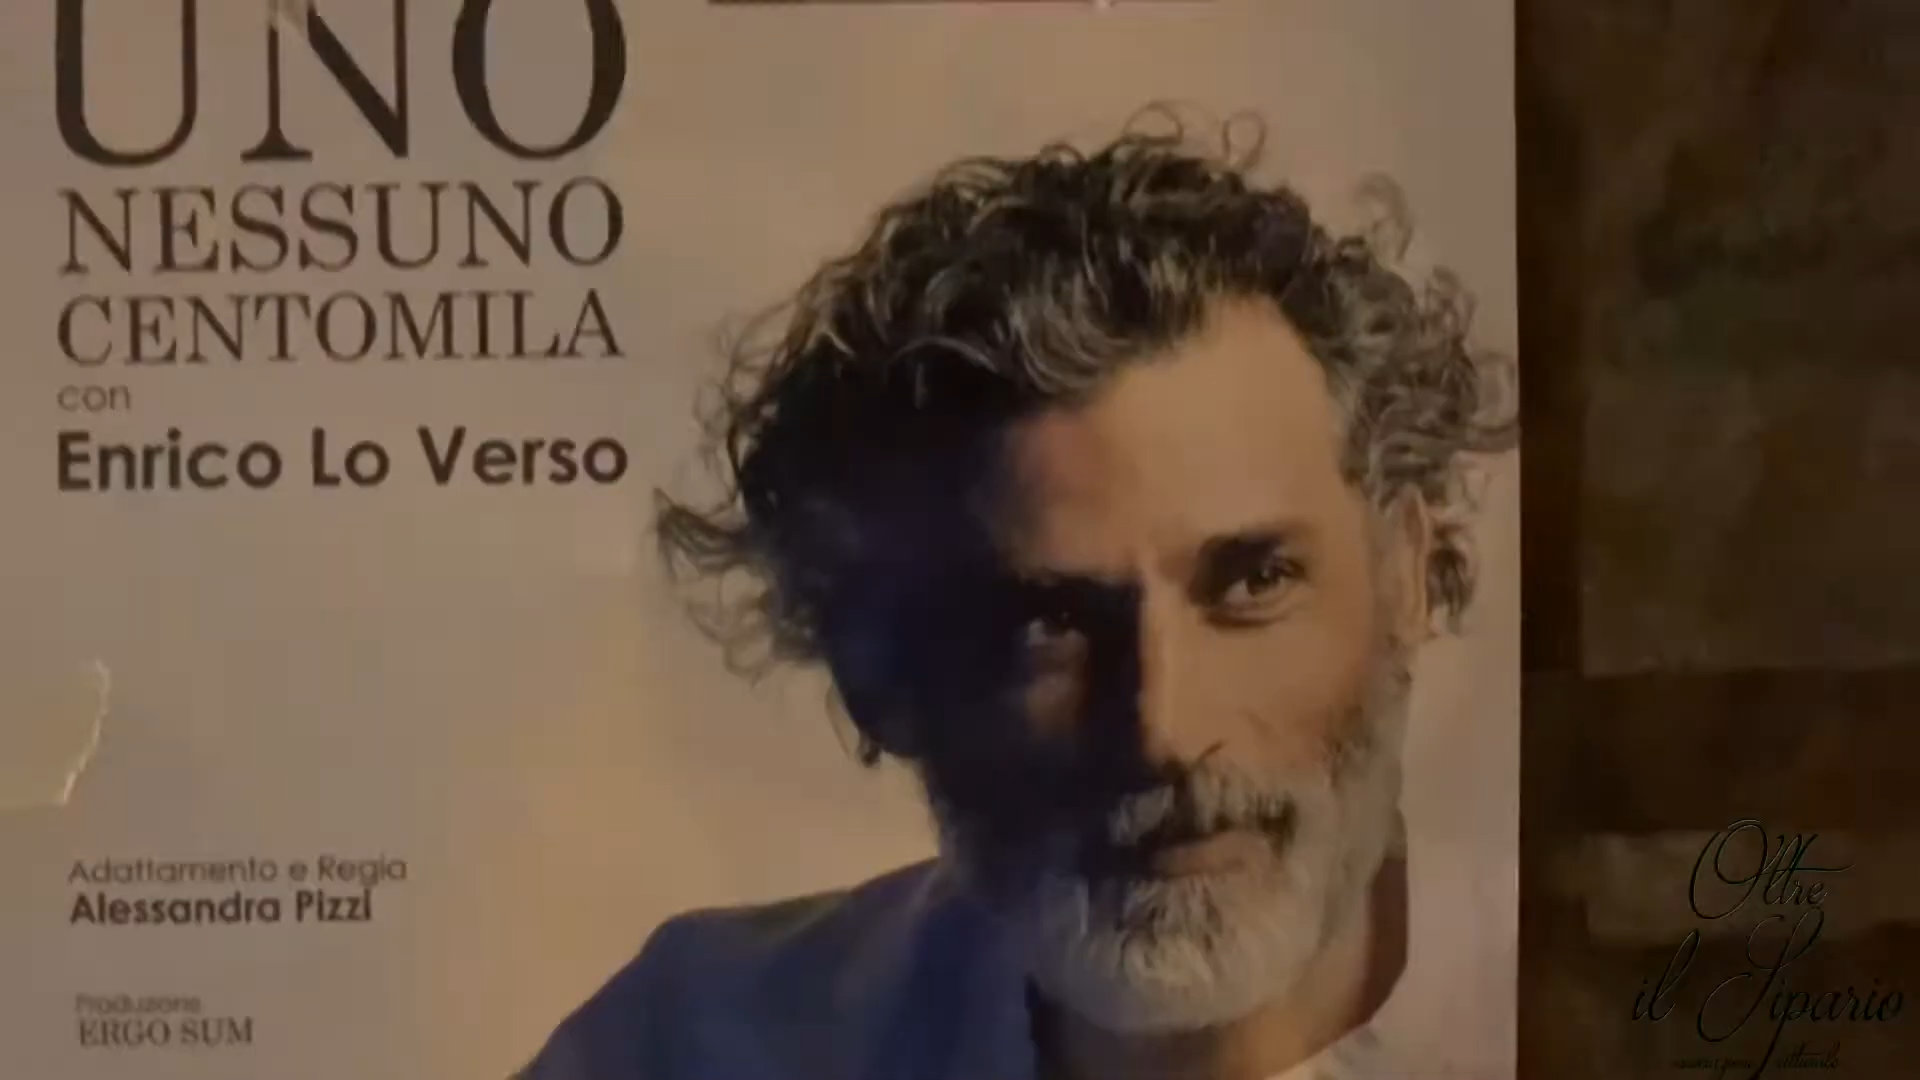 UNO
NESSUNO
CENTOMILA
con
Enrico Lo Verso
Adattamento e Regia
Alessandra Pizzi
Produzione
ERGO SUM
Oltre
il Sipario